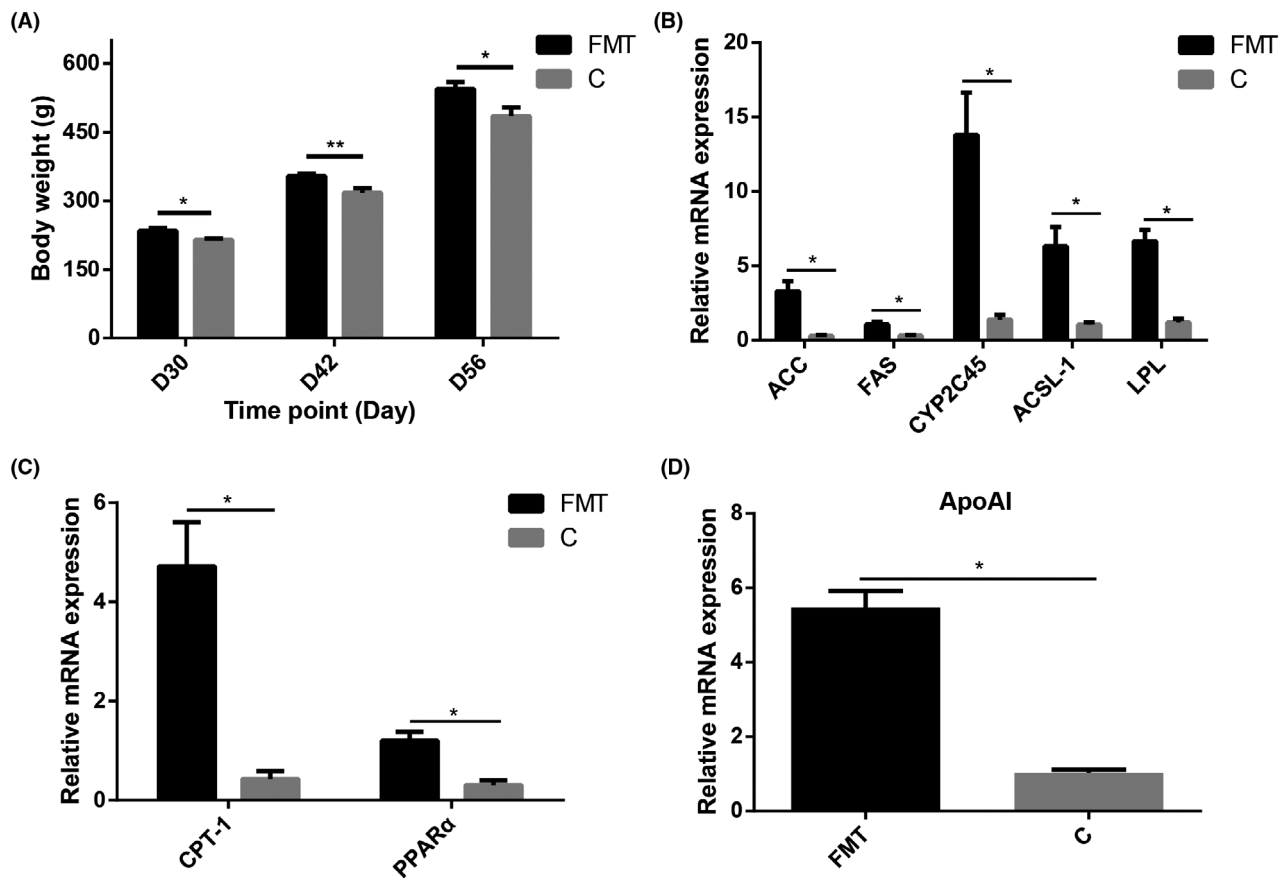 (A)
FMT
C
Body weight (g)
600
450
300
150
0
*
**
*
D30
D42
D56
Time point (Day)
(B)
FMT
C
Relative mRNA expression
20
15
10
5
0
*
*
*
*
*
ACC
FAS
CYP2C45
ACSL-1
LPL
(C)
FMT
C
Relative mRNA expression
6
4
2
0
*
*
CPT-1
PPARα
(D)
ApoAI
Relative mRNA expression
8
6
4
2
0
*
FMT
C